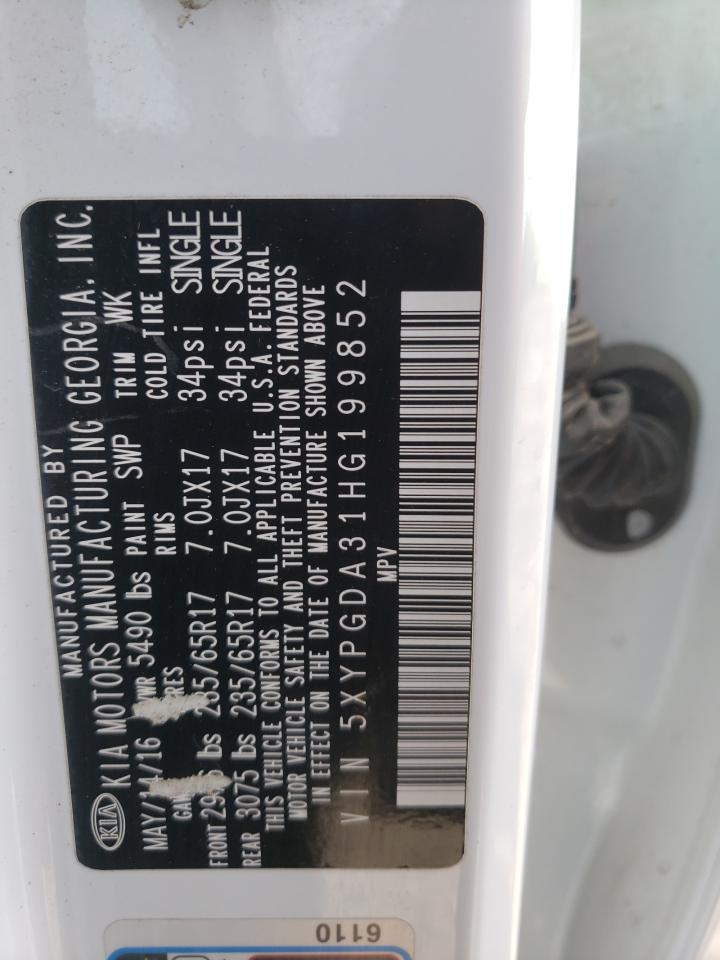 MANUFACTURED BY
KIA KIA MOTORS MANUFACTURING GEORGIA, INC.
5490 lbs PAINT SWP TRIM WK
RIMS COLD TIRE INFL
FRONT lbs 235/65R17 7.0JX17 34psi SINGLE
REAR 3075 lbs 235/65R17 7.0JX17 34psi SINGLE
THIS VEHICLE CONFORMS TO ALL APPLICABLE U.S.A. FEDERAL
MOTOR VEHICLE SAFETY AND THEFT PREVENTION STANDARDS
IN EFFECT ON THE DATE OF MANUFACTURE SHOWN ABOVE
VIN 5XYPGDA31HG199852
MPV
6110